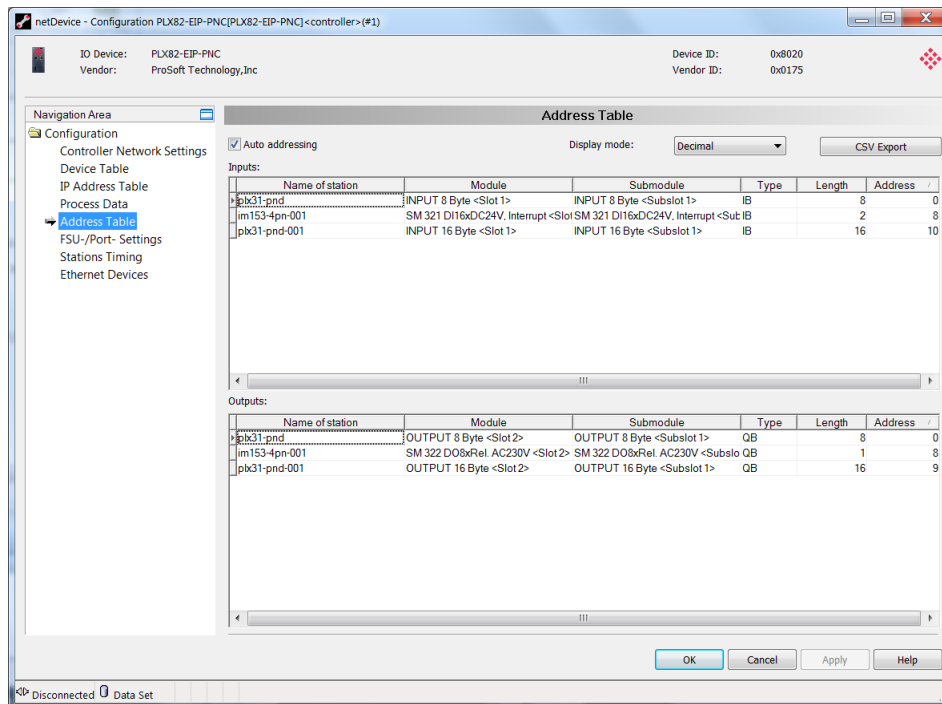 netDevice - Configuration PLX82-EIP-PNC[PLX82-EIP-PNC]<controller>(#1)
IO Device: PLX82-EIP-PNC Device ID: 0x8020
Vendor: ProSoft Technology,Inc Vendor ID: 0x0175
Navigation Area
Configuration
Controller Network Settings
Device Table
IP Address Table
Process Data
Address Table
FSU-/Port- Settings
Stations Timing
Ethernet Devices
Address Table
Auto addressing Display mode: Decimal CSV Export
Inputs:
Name of station Module Submodule Type Length Address
plx31-pnd INPUT 8 Byte <Slot 1> INPUT 8 Byte <Subslot 1> IB 8 0
im153-4pn-001 SM 321 DI16xDC24V, Interrupt <Slot SM 321 DI16xDC24V, Interrupt <Sub IB 2 8
plx31-pnd-001 INPUT 16 Byte <Slot 1> INPUT 16 Byte <Subslot 1> IB 16 10
Outputs:
Name of station Module Submodule Type Length Address
plx31-pnd OUTPUT 8 Byte <Slot 2> OUTPUT 8 Byte <Subslot 1> QB 8 0
im153-4pn-001 SM 322 DO8xRel. AC230V <Slot 2> SM 322 DO8xRel. AC230V <Subslo QB 1 8
plx31-pnd-001 OUTPUT 16 Byte <Slot 2> OUTPUT 16 Byte <Subslot 1> QB 16 9
OK Cancel Apply Help
Disconnected Data Set